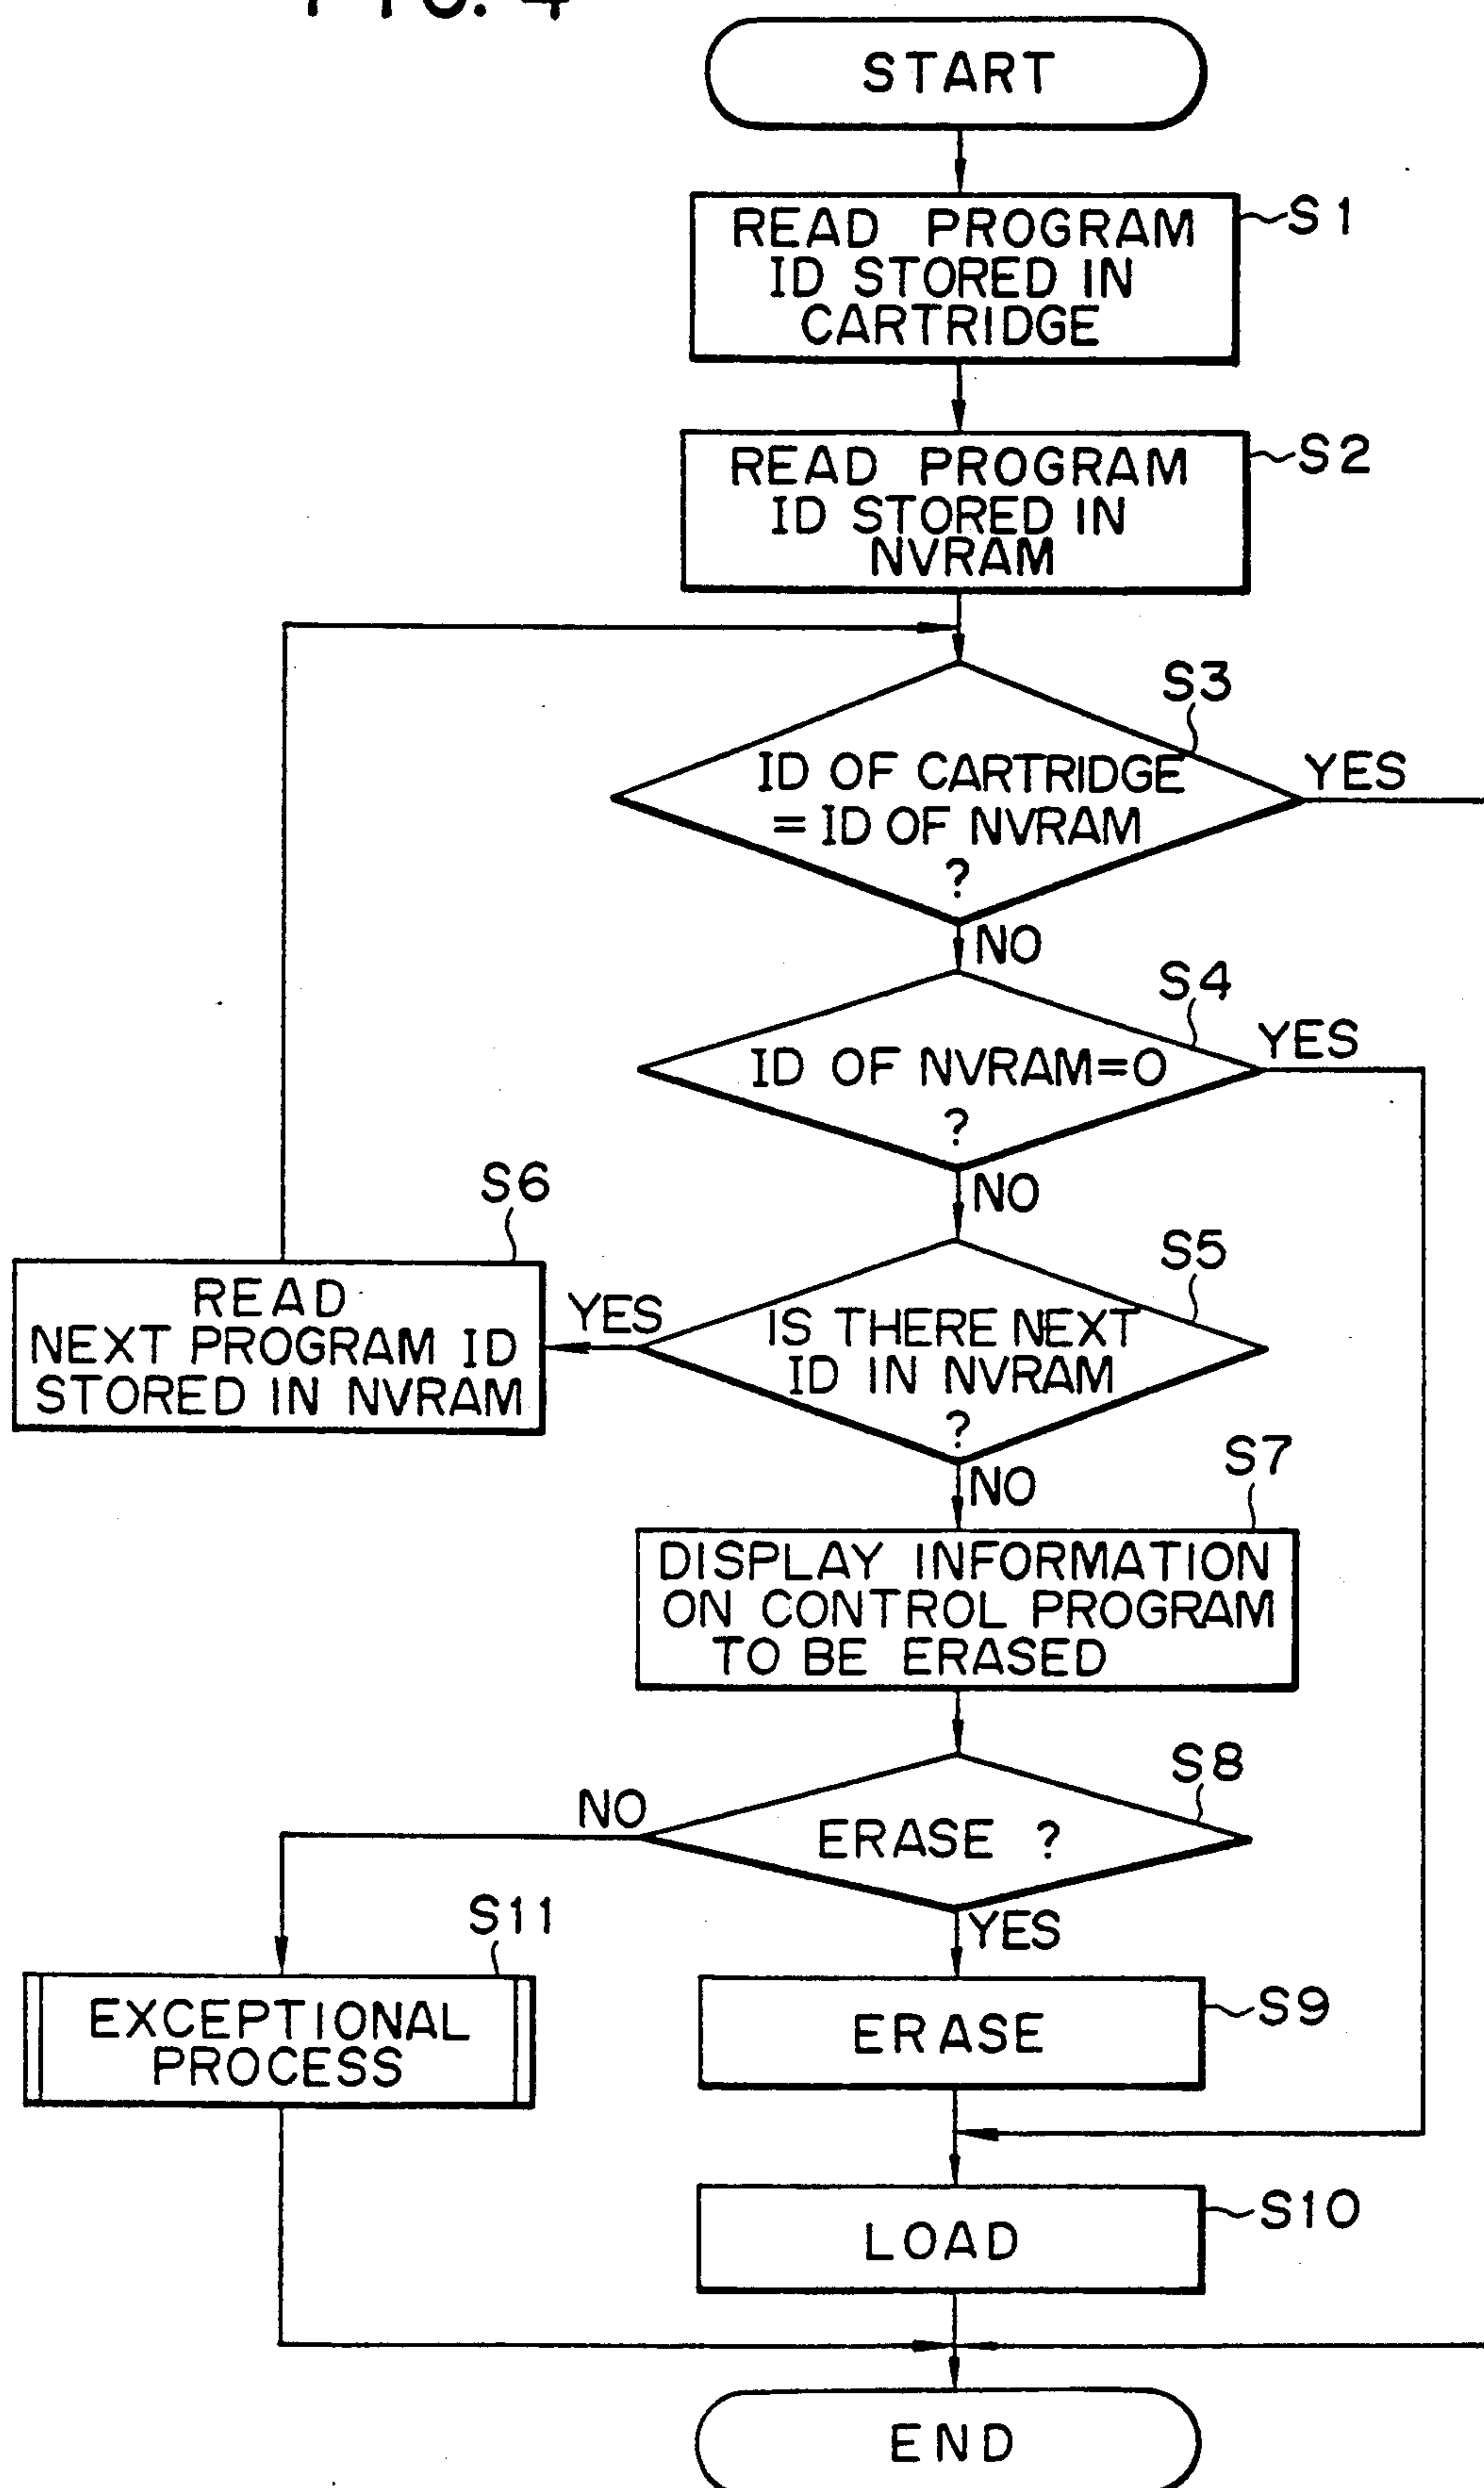 FIG. 4
START
READ PROGRAM
ID STORED IN
CARTRIDGE
S1
READ PROGRAM
ID STORED IN
NVRAM
S2
S3
ID OF CARTRIDGE
= ID OF NVRAM
?
YES
NO
S4
ID OF NVRAM=0
?
YES
NO
S6
READ
NEXT PROGRAM ID
STORED IN NVRAM
YES
S5
IS THERE NEXT
ID IN NVRAM
?
NO
S7
DISPLAY INFORMATION
ON CONTROL PROGRAM
TO BE ERASED
S8
NO
ERASE ?
YES
S11
EXCEPTIONAL
PROCESS
ERASE
S9
LOAD
S10
END